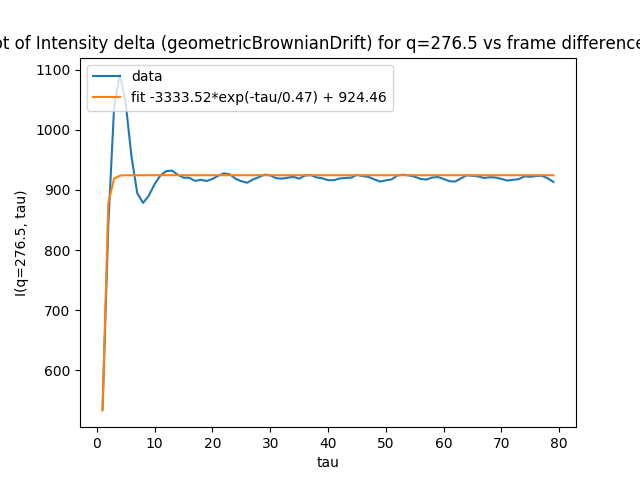 ot of Intensity delta (geometricBrownianDrift) for q=276.5 vs frame difference
data
fit -3333.52*exp(-tau/0.47) + 924.46
I(q=276.5, tau)
1100
1000
900
800
700
600
0 10 20 30 40 50 60 70 80
tau